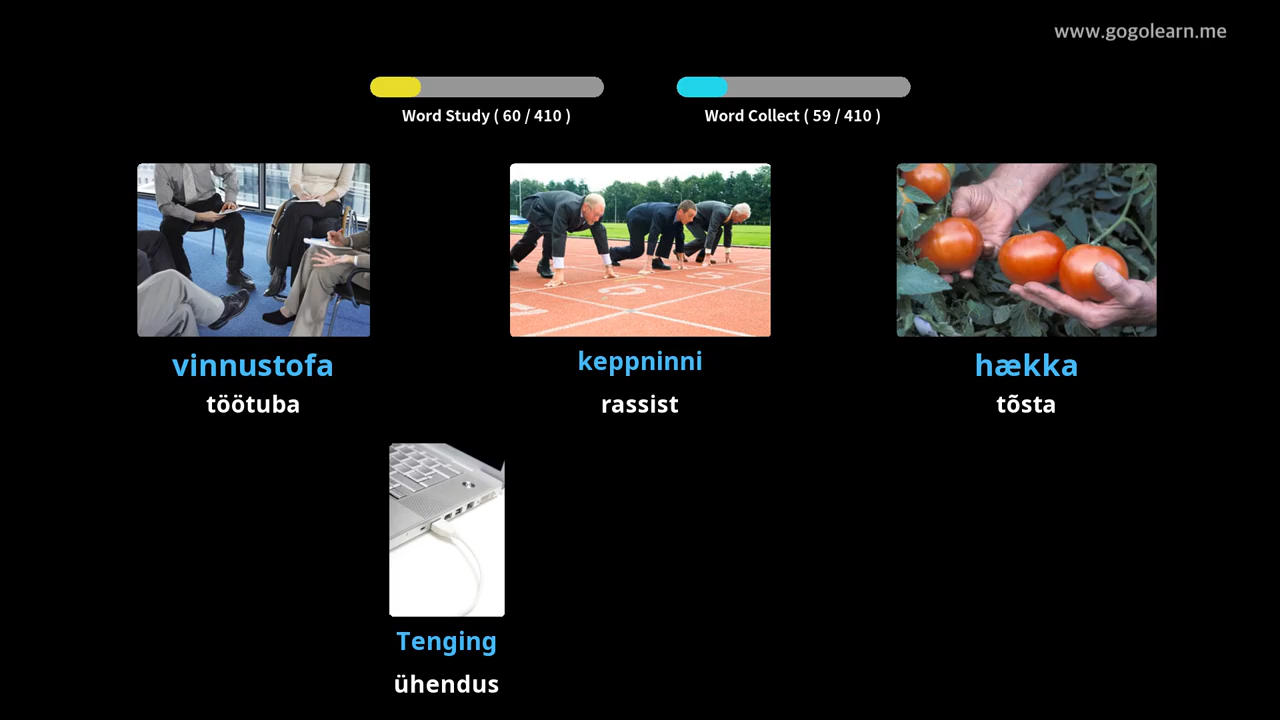 www.gogolearn.me
Word Study ( 60 / 410 )
Word Collect ( 59 / 410 )
vinnustofa
töötuba
keppninni
rassist
hækka
tõsta
Tenging
ühendus